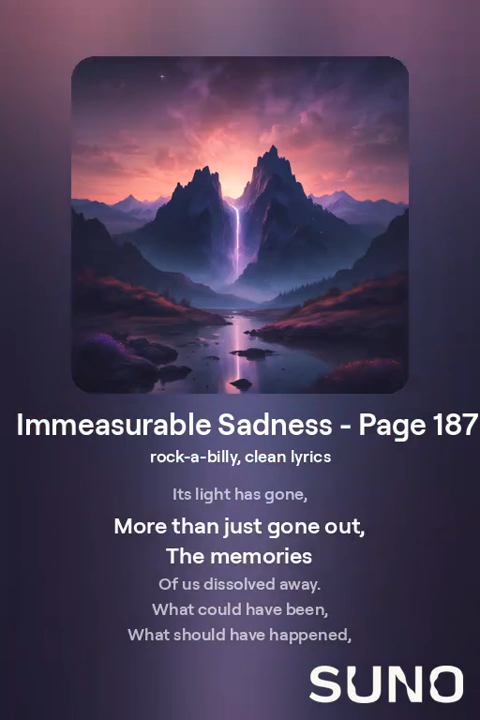 Immeasurable Sadness - Page 187
rock-a-billy, clean lyrics
Its light has gone,
More than just gone out,
The memories
Of us dissolved away.
What could have been,
What should have happened,
SUNO